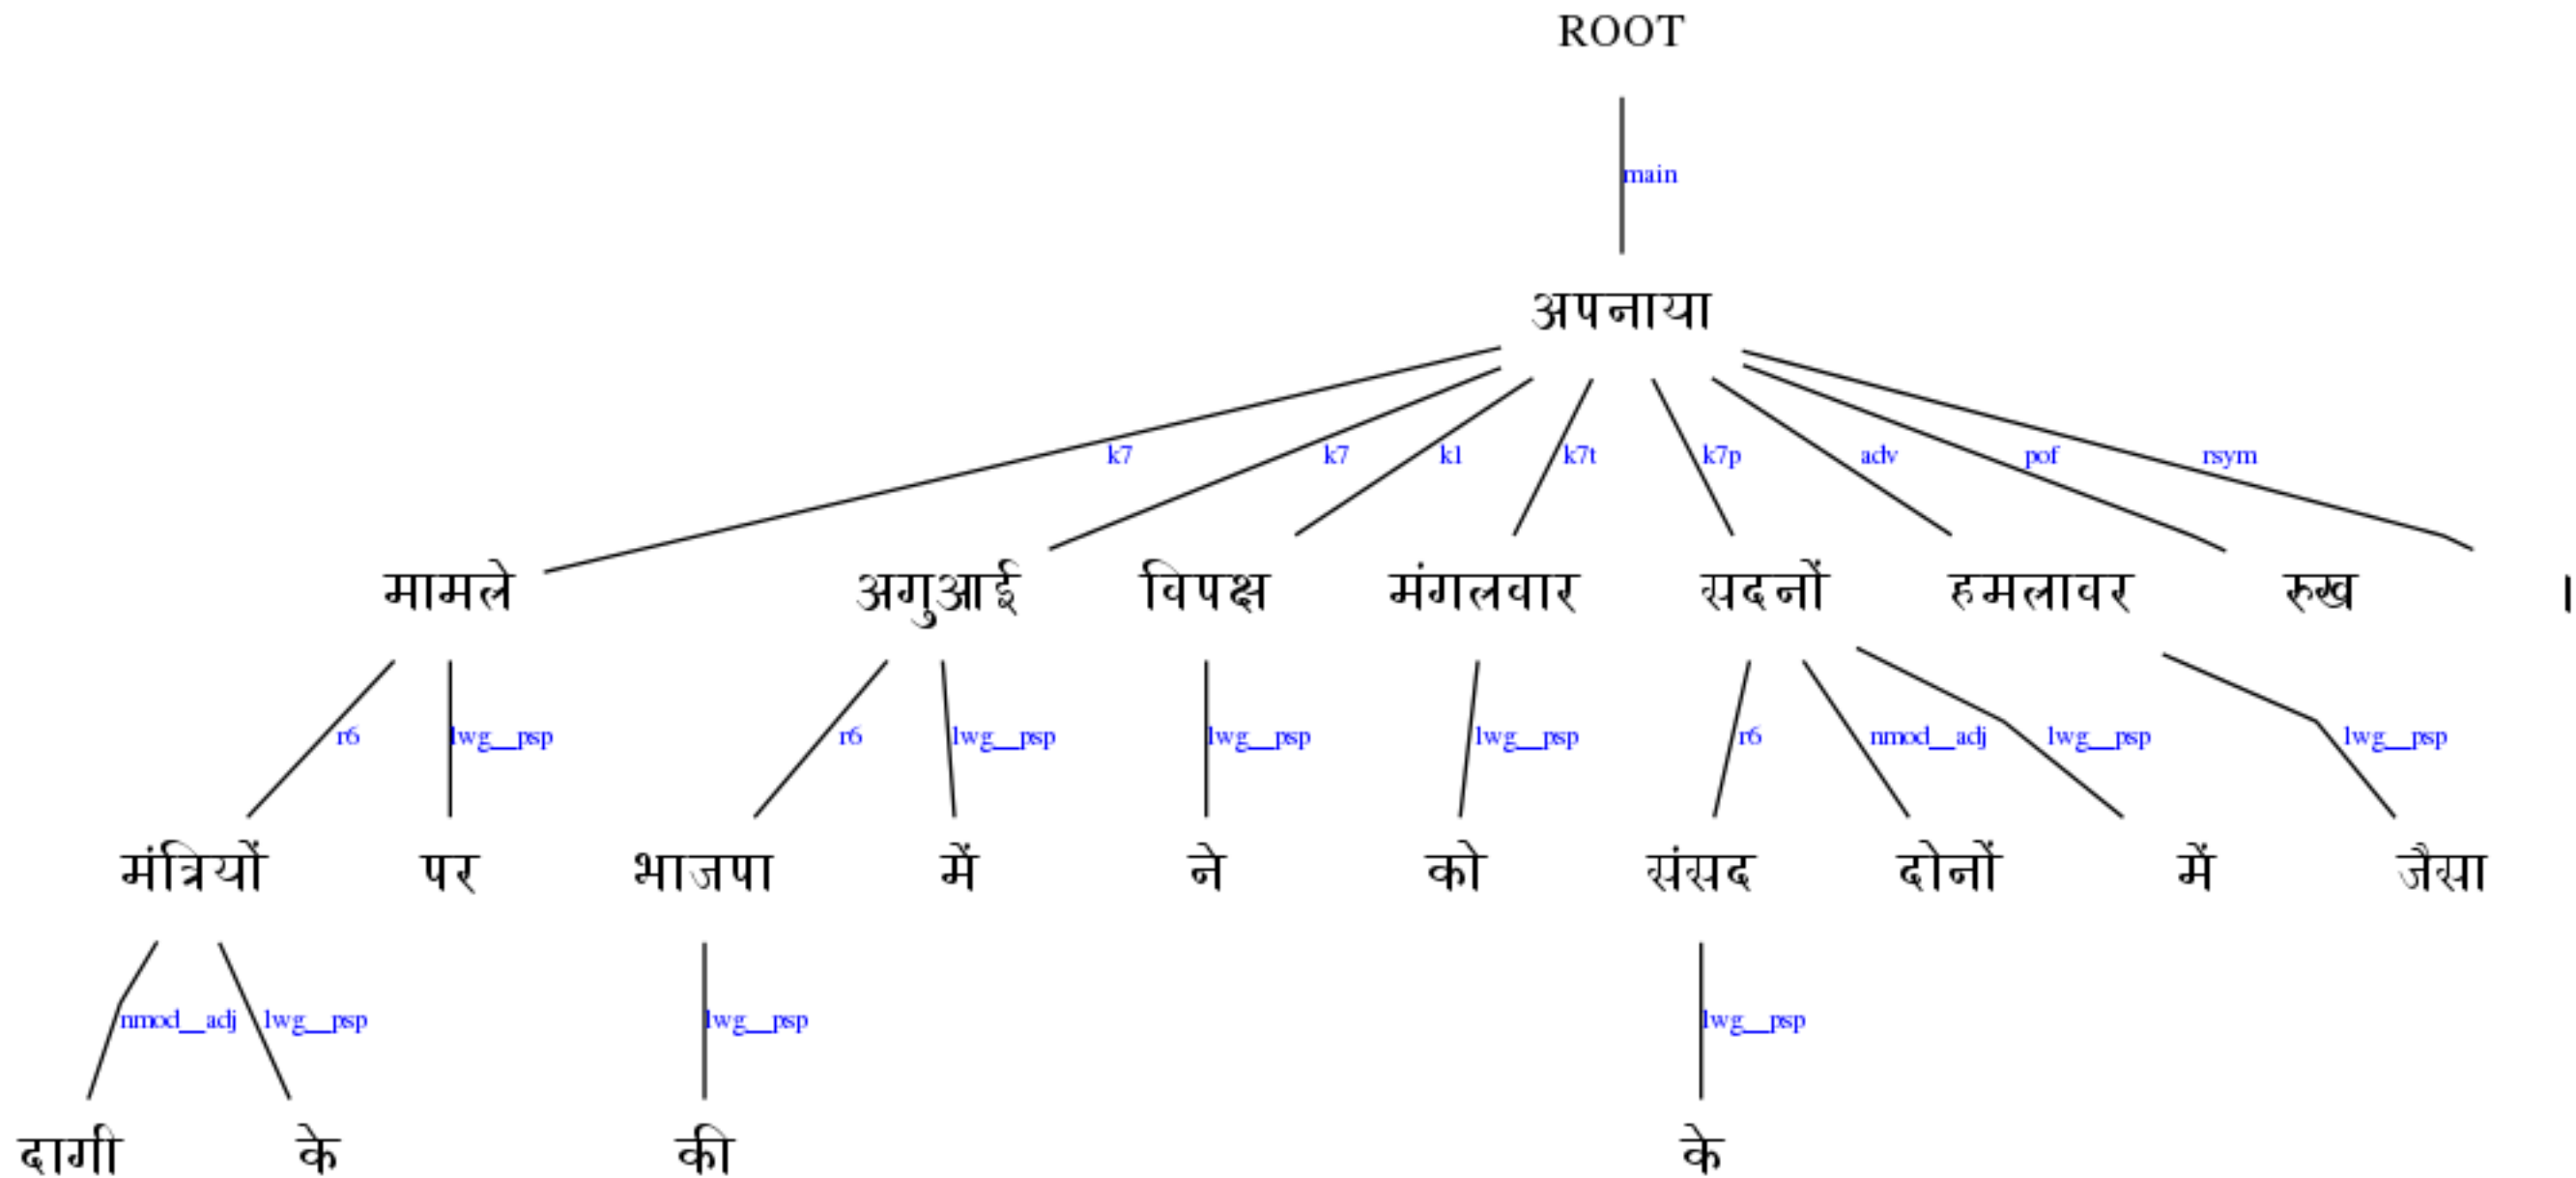 ROOT
main
अपनाया
k7 k7 k1 k7t k7p adv pof rsym
मामले अगुआई विपक्ष मंगलवार सदनों हमलावर रुख ।
r6 lwg__psp r6 lwg__psp lwg__psp lwg__psp r6 nmod__adj lwg__psp lwg__psp
मंत्रियों पर भाजपा में ने को संसद दोनों में जैसा
nmod__adj lwg__psp lwg__psp lwg__psp
दागी के की के